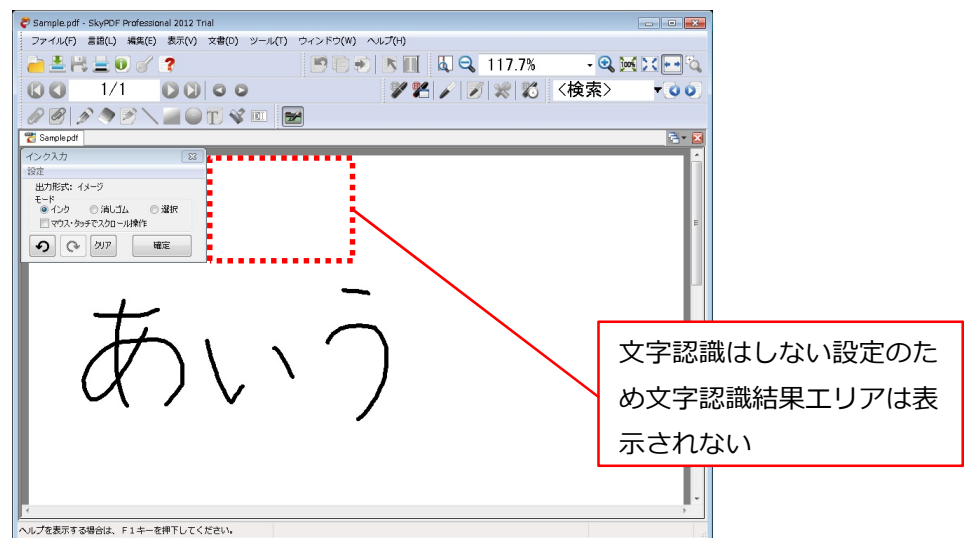 Sample.pdf - SkyPDF Professional 2012 Trial
ファイル(F) 言語(L) 編集(E) 表示(V) 文書(D) ツール(T) ウィンドウ(W) ヘルプ(H)
117.7%
1/1
<検索>
Sample.pdf
インク入力
設定
出力形式: イメージ
モード
インク 消しゴム 選択
マウス・タッチでスクロール操作
クリア 確定
あいう
文字認識はしない設定のた
め文字認識結果エリアは表
示されない
ヘルプを表示する場合は、F1キーを押下してください。